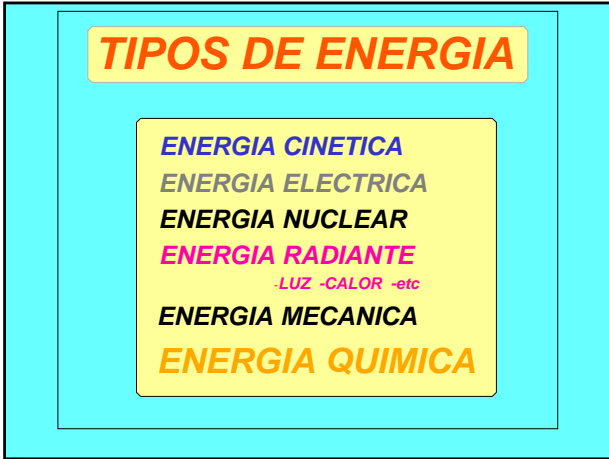 TIPOS DE ENERGIA
ENERGIA CINETICA
ENERGIA ELECTRICA
ENERGIA NUCLEAR
ENERGIA RADIANTE
-LUZ -CALOR -etc
ENERGIA MECANICA
ENERGIA QUIMICA